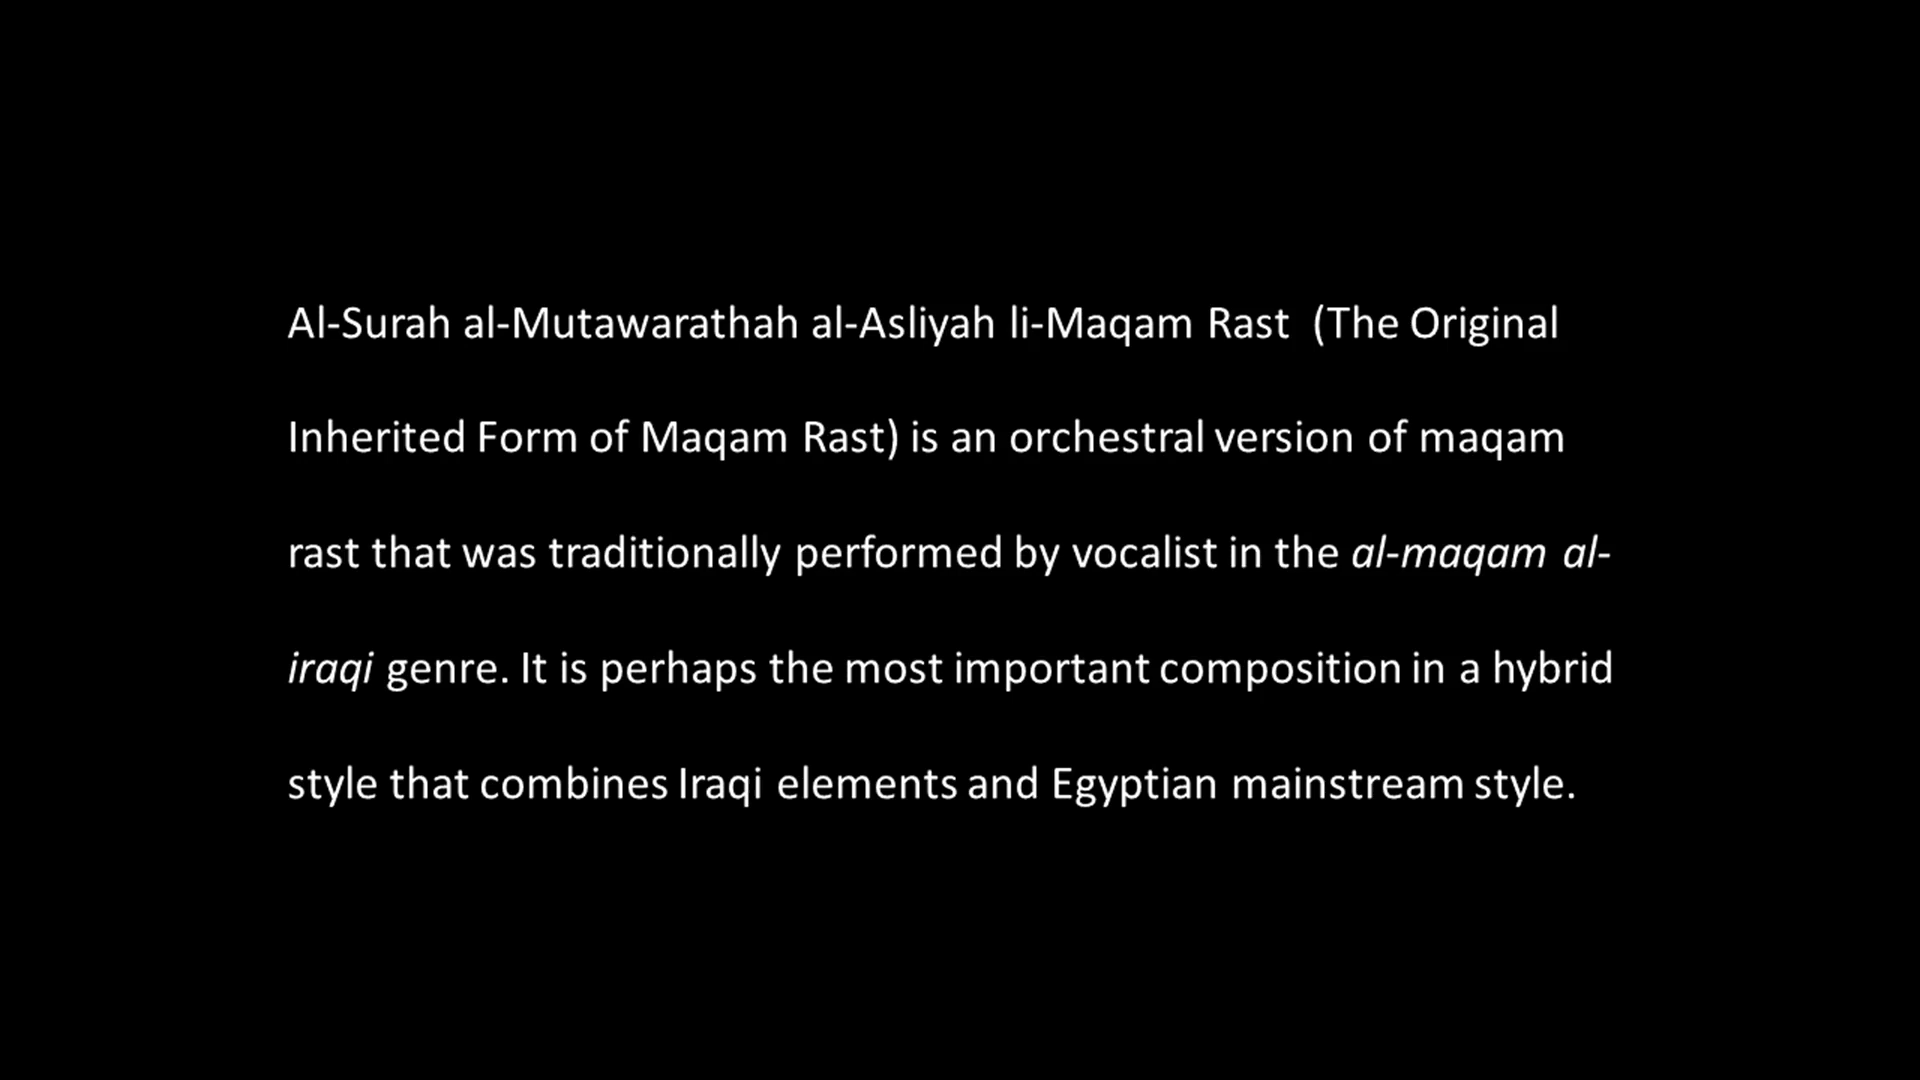 Al-Surah al-Mutawarathah al-Asliyah li-Maqam Rast  (The Original
Inherited Form of Maqam Rast) is an orchestral version of maqam
rast that was traditionally performed by vocalist in the al-maqam al-
iraqi genre. It is perhaps the most important composition in a hybrid
style that combines Iraqi elements and Egyptian mainstream style.